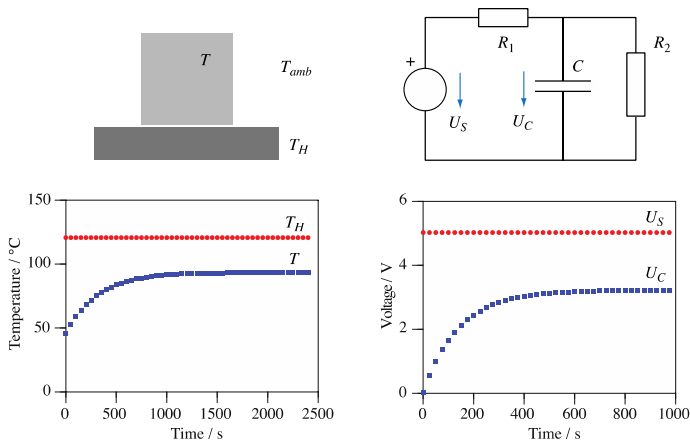 T
T_amb
T_H
R_1
+
C
R_2
U_S
U_C
150
100
50
0
Temperature / °C
T_H
T
0
500
1000
1500
2000
2500
Time / s
6
4
2
0
Voltage / V
U_S
U_C
0
200
400
600
800
1000
Time / s